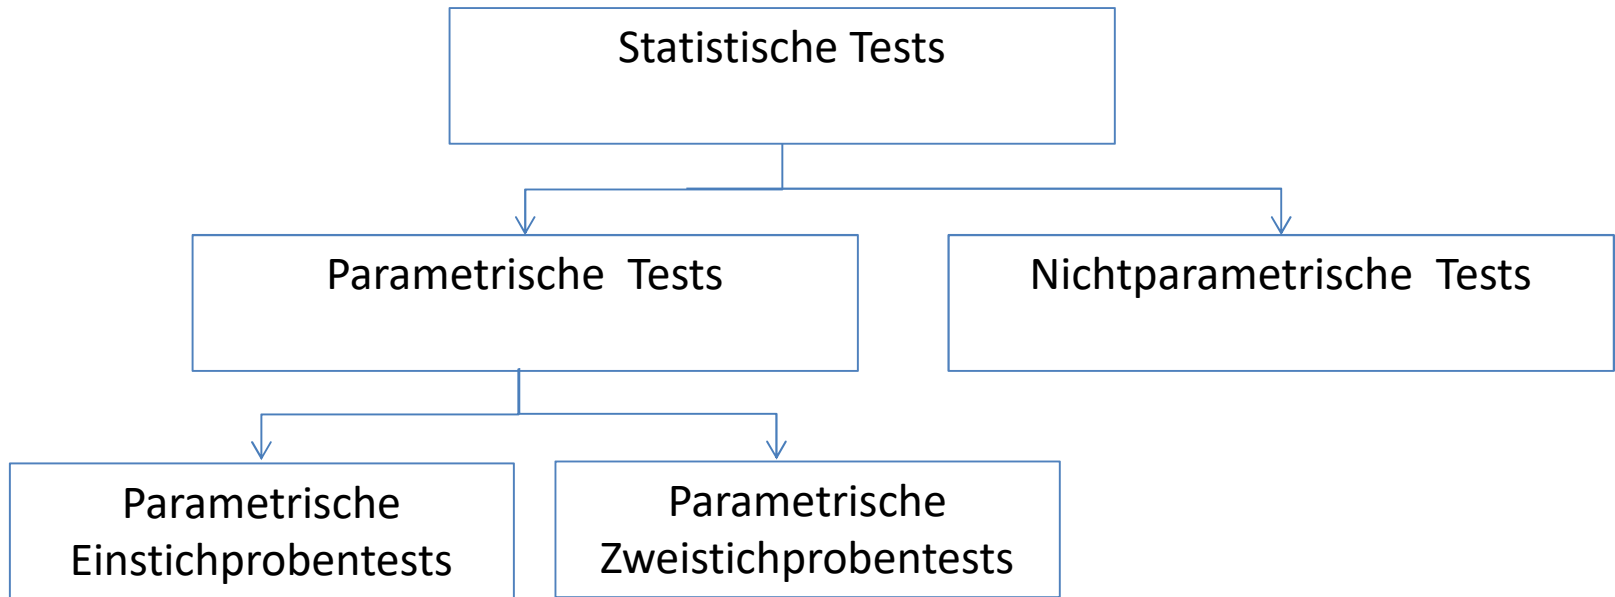 Statistische Tests
Parametrische  Tests
Nichtparametrische  Tests
Parametrische
Einstichprobentests
Parametrische
Zweistichprobentests